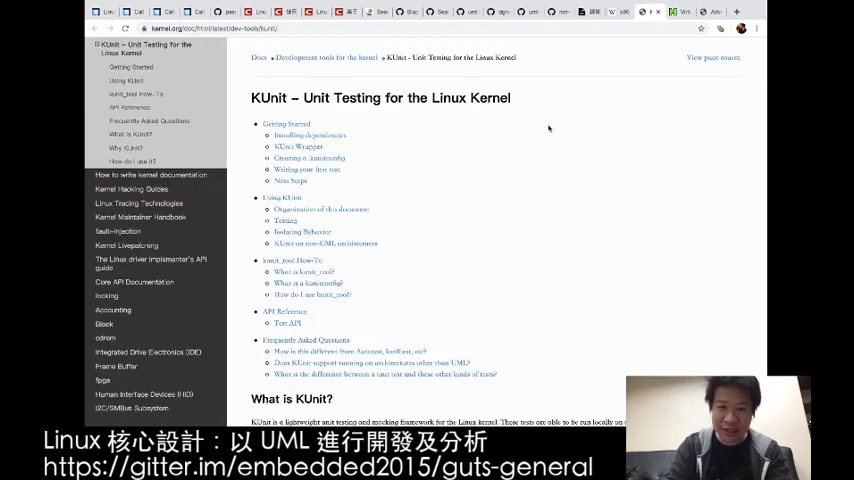 kernel.org/doc/html/latest/dev-tools/kunit/
KUnit – Unit Testing for the
Linux Kernel
Getting Started
Using KUnit
kunit_tool How-To
API Reference
Frequently Asked Questions
What is KUnit?
Why KUnit?
How do I use it?
How to write kernel documentation
Kernel Hacking Guides
Linux Tracing Technologies
Kernel Maintainer Handbook
fault-injection
Kernel Livepatching
The Linux driver implementer's API
guide
Core API Documentation
locking
Accounting
Block
cdrom
Integrated Drive Electronics (IDE)
Frame Buffer
fpga
Human Interface Devices (HID)
I2C/SMBus Subsystem
Docs
Development tools for the kernel
KUnit - Unit Testing for the Linux Kernel
View page source
KUnit – Unit Testing for the Linux Kernel
Getting Started
Installing dependencies
KUnit Wrapper
Creating a .kunitconfig
Writing your first test
Next Steps
Using KUnit
Organization of this document
Testing
Isolating Behavior
KUnit on non-UML architectures
kunit_tool How-To
What is kunit_tool?
What is a kunitconfig?
How do I use kunit_tool?
API Reference
Test API
Frequently Asked Questions
How is this different from Autotest, kselftest, etc?
Does KUnit support running on architectures other than UML?
What is the difference between a unit test and these other kinds of tests?
What is KUnit?
KUnit is a lightweight unit testing and mocking framework for the Linux kernel. These tests are able to be run locally on
Linux 核心設計：以 UML 進行開發及分析
https://gitter.im/embedded2015/guts-general